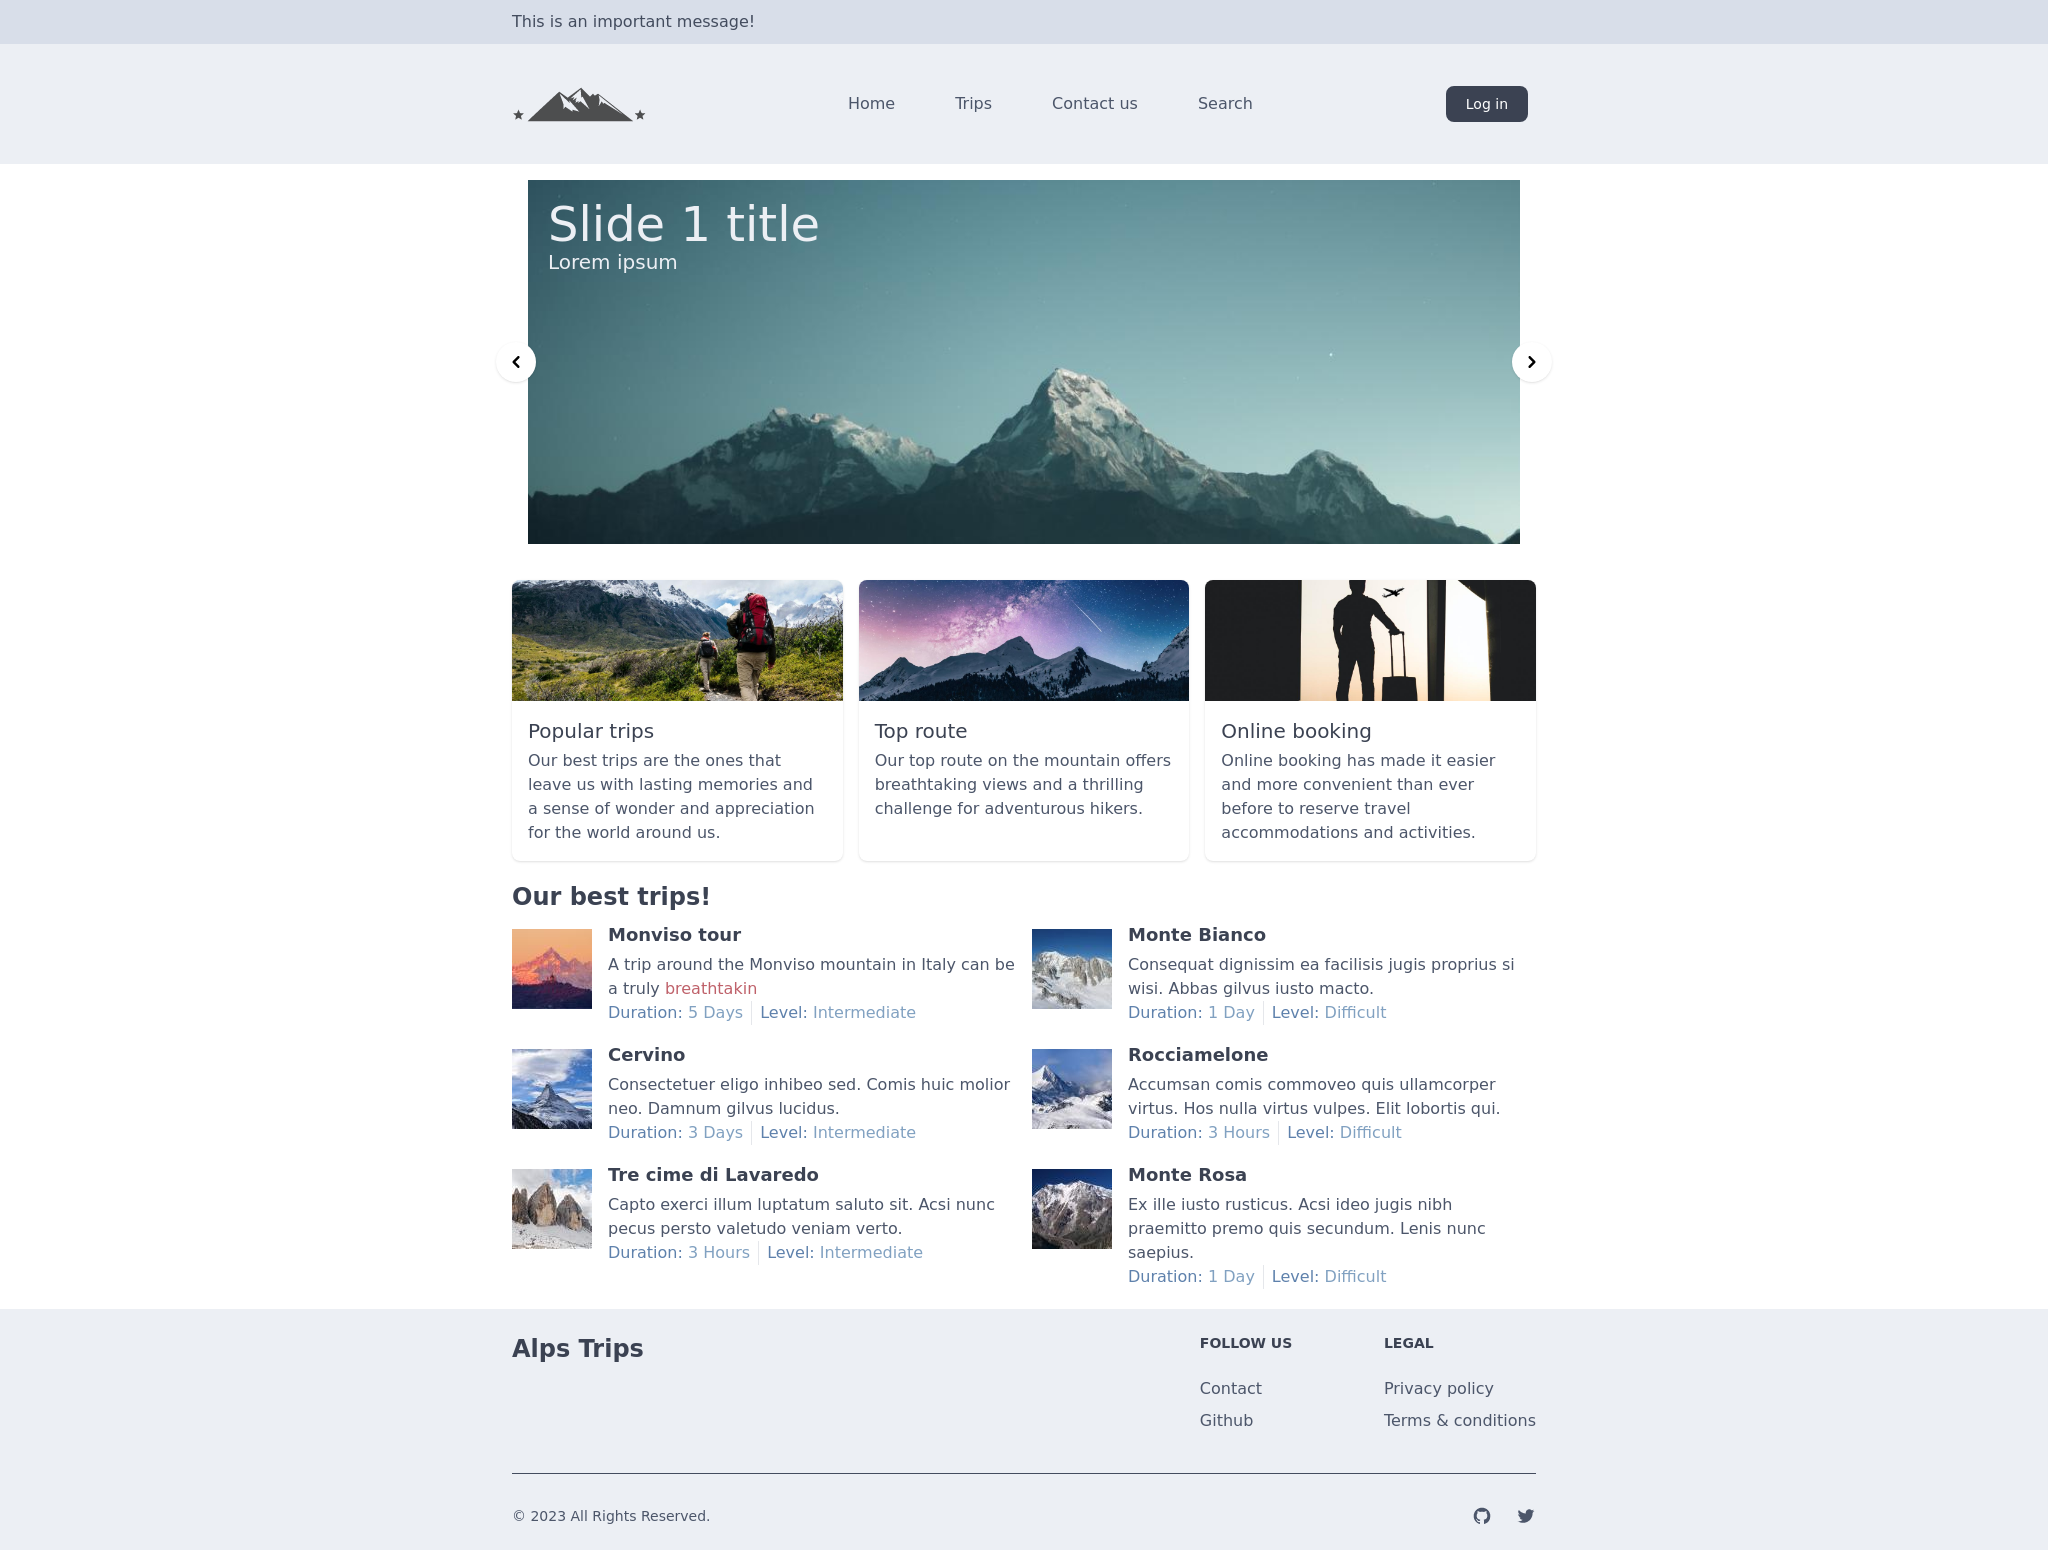 This is an important message!
Home
Trips
Contact us
Search
Log in
Slide 1 title
Lorem ipsum
Popular trips
Our best trips are the ones that
leave us with lasting memories and
a sense of wonder and appreciation
for the world around us.
Top route
Our top route on the mountain offers
breathtaking views and a thrilling
challenge for adventurous hikers.
Online booking
Online booking has made it easier
and more convenient than ever
before to reserve travel
accommodations and activities.
Our best trips!
Monviso tour
A trip around the Monviso mountain in Italy can be
a truly breathtakin
Duration: 5 Days Level: Intermediate
Monte Bianco
Consequat dignissim ea facilisis jugis proprius si
wisi. Abbas gilvus iusto macto.
Duration: 1 Day Level: Difficult
Cervino
Consectetuer eligo inhibeo sed. Comis huic molior
neo. Damnum gilvus lucidus.
Duration: 3 Days Level: Intermediate
Rocciamelone
Accumsan comis commoveo quis ullamcorper
virtus. Hos nulla virtus vulpes. Elit lobortis qui.
Duration: 3 Hours Level: Difficult
Tre cime di Lavaredo
Capto exerci illum luptatum saluto sit. Acsi nunc
pecus persto valetudo veniam verto.
Duration: 3 Hours Level: Intermediate
Monte Rosa
Ex ille iusto rusticus. Acsi ideo jugis nibh
praemitto premo quis secundum. Lenis nunc
saepius.
Duration: 1 Day Level: Difficult
Alps Trips
FOLLOW US
Contact
Github
LEGAL
Privacy policy
Terms & conditions
© 2023 All Rights Reserved.